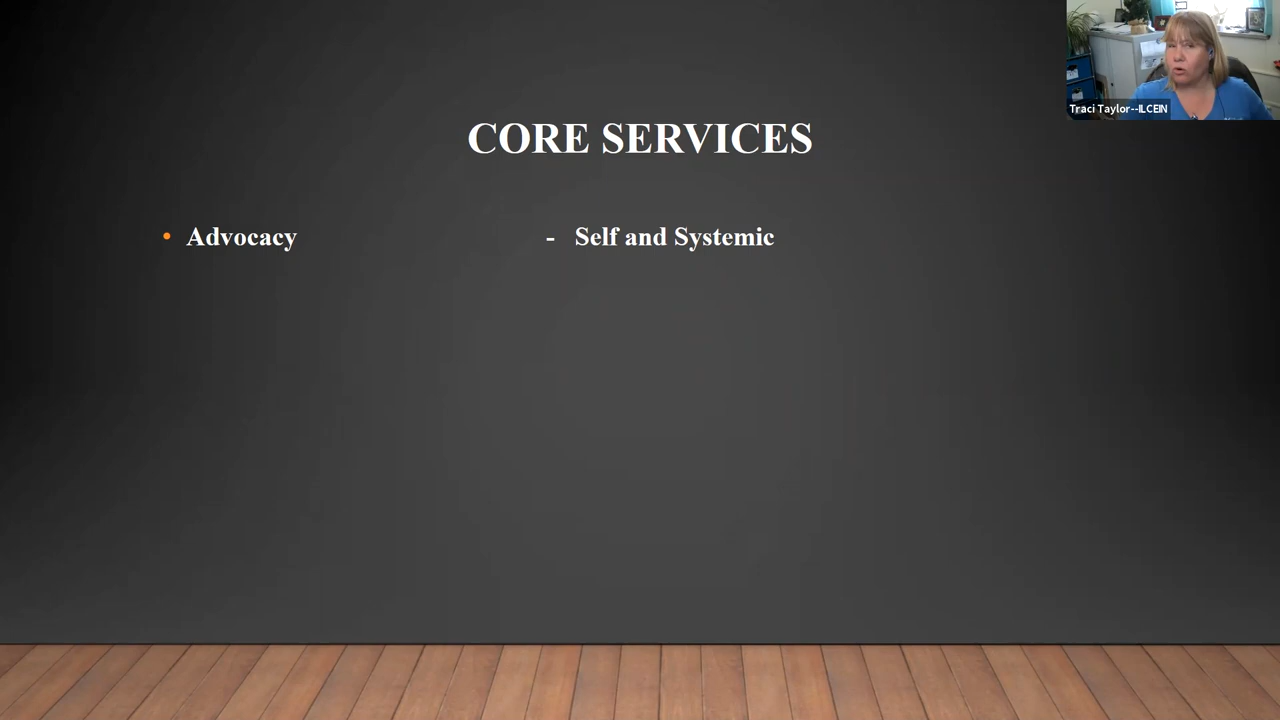 Traci Taylor--ILCEIN
CORE SERVICES
• Advocacy - Self and Systemic